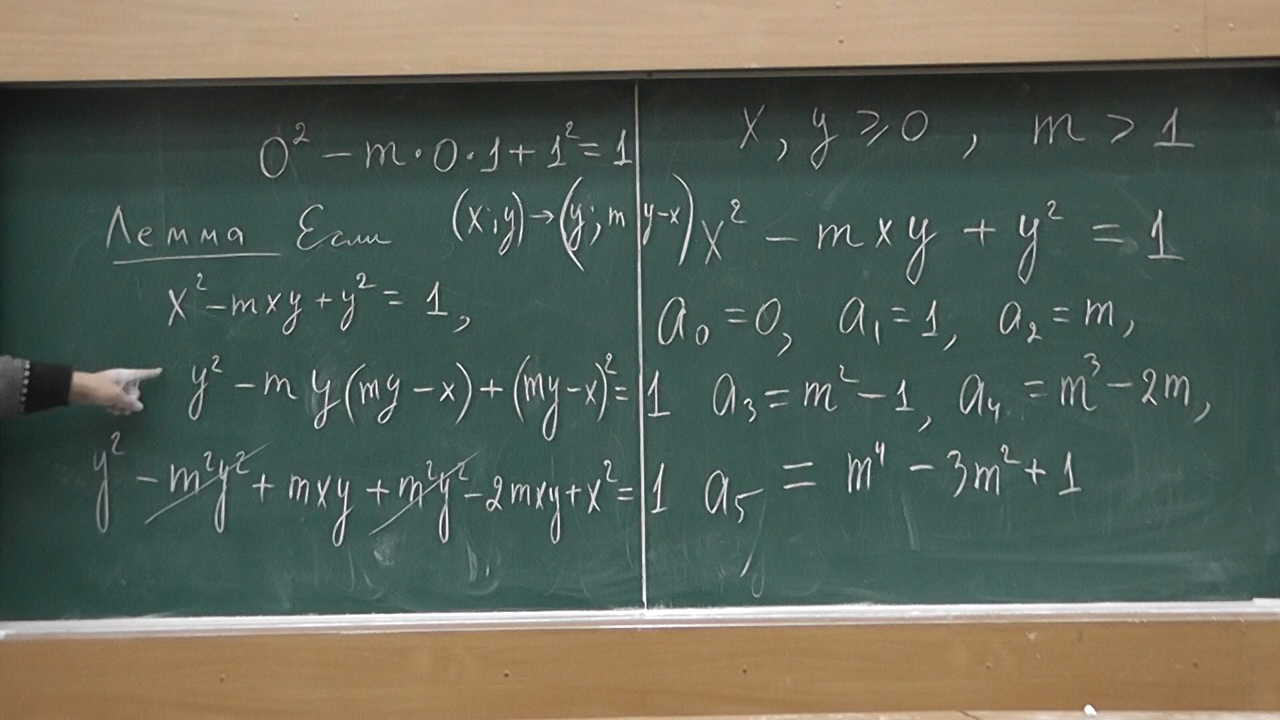 0² − m·0·1 + 1² = 1
Лемма Если (x;y)→(y; my−x)
x² − mxy + y² = 1,
y² − my(my−x) + (my−x)² = 1
y² − m²y² + mxy + m²y² − 2mxy + x² = 1
x, y ⩾ 0, m > 1
x² − mxy + y² = 1
a₀ = 0, a₁ = 1, a₂ = m,
a₃ = m² − 1, a₄ = m³ − 2m,
a₅ = m⁴ − 3m² + 1